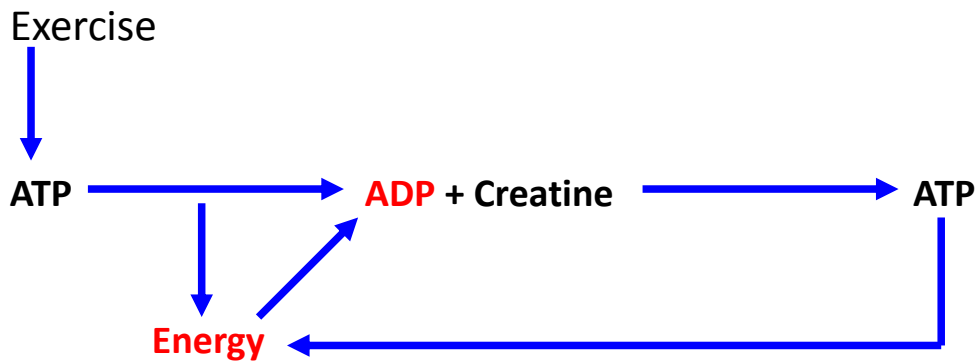 Exercise
ATP ADP + Creatine ATP
Energy